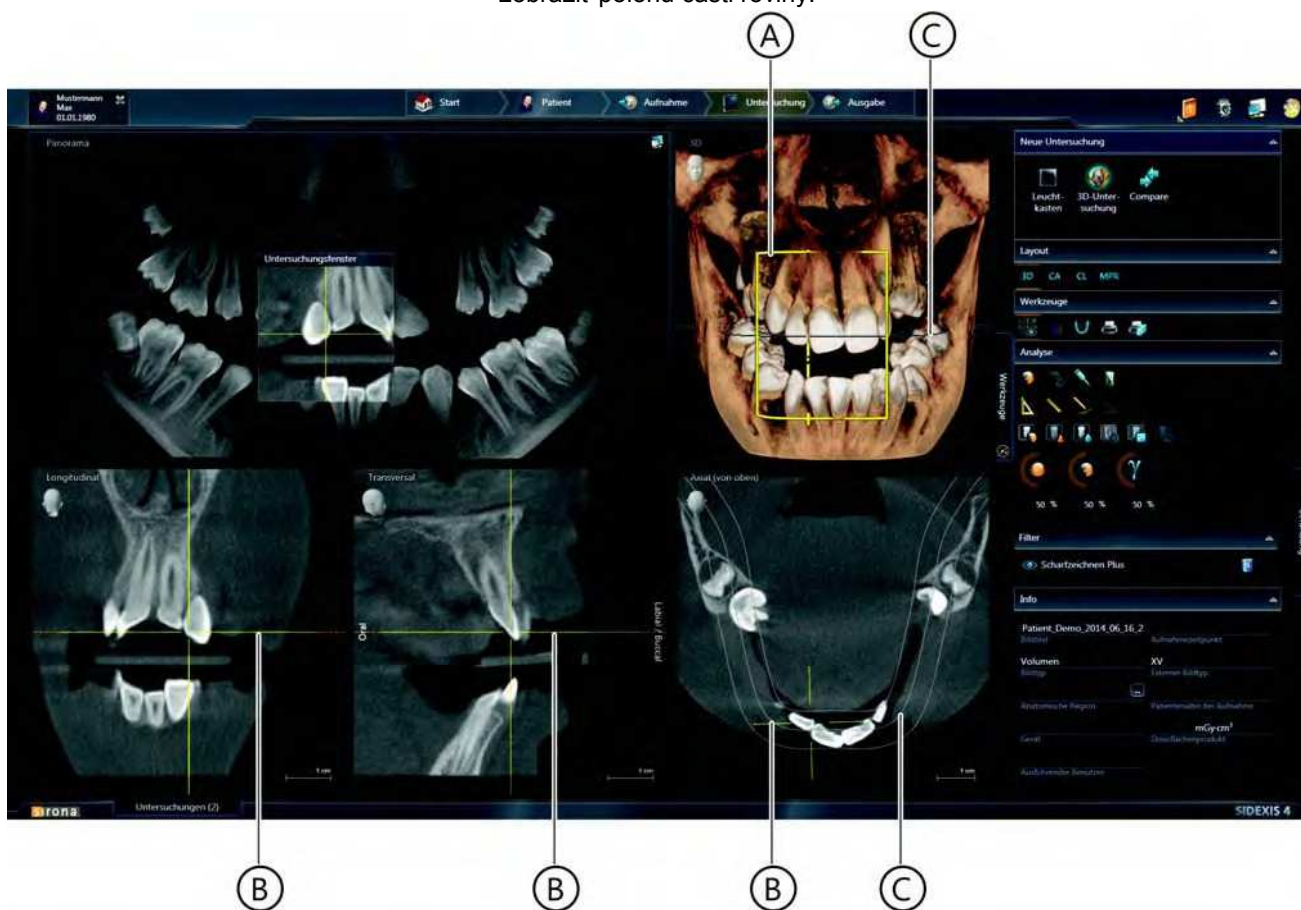 zobrazit polohu částí roviny.
A
C
Mustermann
Max
01.01.1980
Start
Patient
Aufnahme
Untersuchung
Ausgabe
Panorama
3D
Untersuchungsfenster
Neue Untersuchung
Leucht-
kasten
3D-Unter-
suchung
Compare
Layout
3D CA CL MPR
Werkzeuge
Analyse
Werkzeuge
50 % 50 % 50 %
Longitudinal
Transversal
Axial (von oben)
Oral
Labial / Buccal
Filter
Scharfzeichnen Plus
Info
Patient_Demo_2014_06_16_2
Bildtitel
Aufnahmezeitpunkt
Volumen
XV
Bildtyp
Externer Bildtyp
Anatomische Region
Patientenalter bei Aufnahme
mGy·cm²
Gerät
Dosisflächenprodukt
Ausführender Benutzer
1 cm
1 cm
1 cm
sirona
Untersuchungen (2)
SIDEXIS 4
B
B
B
C